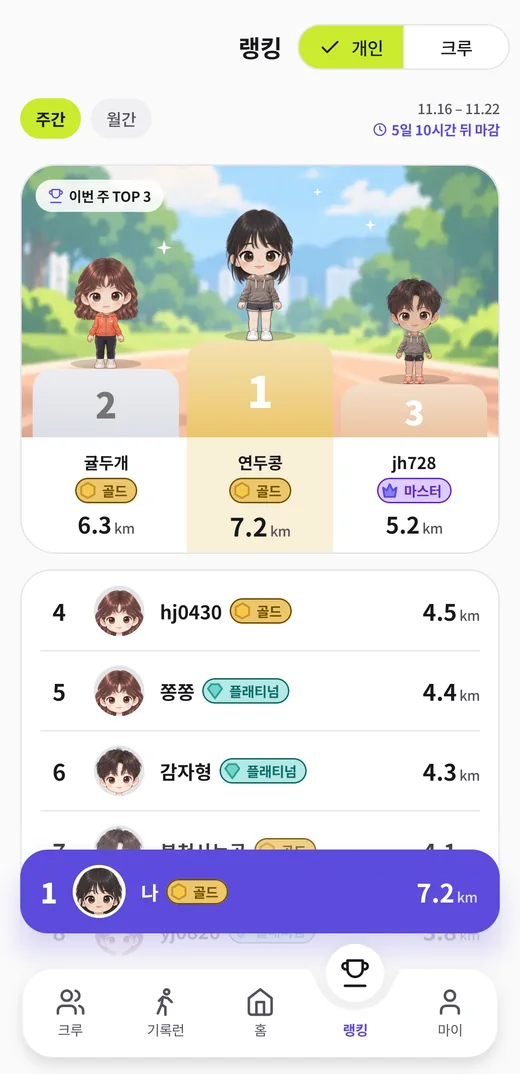 랭킹
개인
크루
주간
월간
11.16 – 11.22
5일 10시간 뒤 마감
이번 주 TOP 3
2
1
3
귤두개
골드
6.3 km
연두콩
골드
7.2 km
jh728
마스터
5.2 km
4 hj0430 골드 4.5 km
5 쫑쫑 플래티넘 4.4 km
6 감자형 플래티넘 4.3 km
1 나 골드 7.2 km
크루
기록런
홈
랭킹
마이